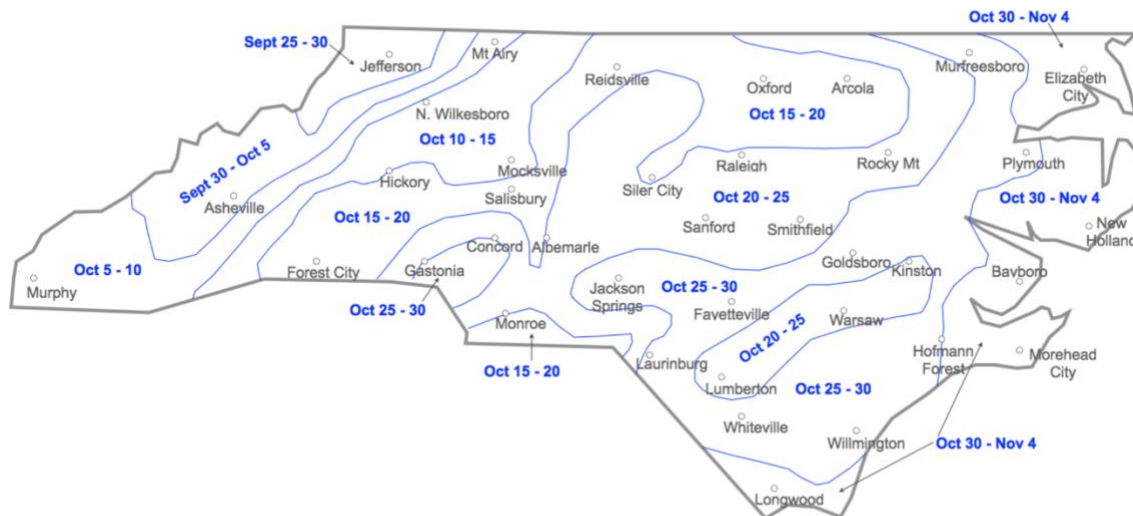 Oct 30 - Nov 4
Sept 25 - 30
Mt Airy
Jefferson
Murfreesboro
Reidsville
Elizabeth
City
Oxford
Arcola
N. Wilkesboro
Oct 15 - 20
Oct 10 - 15
Sept 30 - Oct 5
Mocksville
Raleigh
Rocky Mt
Plymouth
Hickory
Siler City
Salisbury
Oct 20 - 25
Oct 30 - Nov 4
Asheville
Oct 15 - 20
Sanford
Smithfield
New
Holland
Concord
Albemarle
Goldsboro
Oct 5 - 10
Forest City
Gastonia
Kinston
Bayboro
Murphy
Jackson
Springs
Oct 25 - 30
Oct 25 - 30
Favetteville
Warsaw
Monroe
Oct 20 - 25
Hofmann
Forest
Morehead
City
Laurinburg
Oct 15 - 20
Lumberton
Oct 25 - 30
Whiteville
Willmington
Oct 30 - Nov 4
Longwood